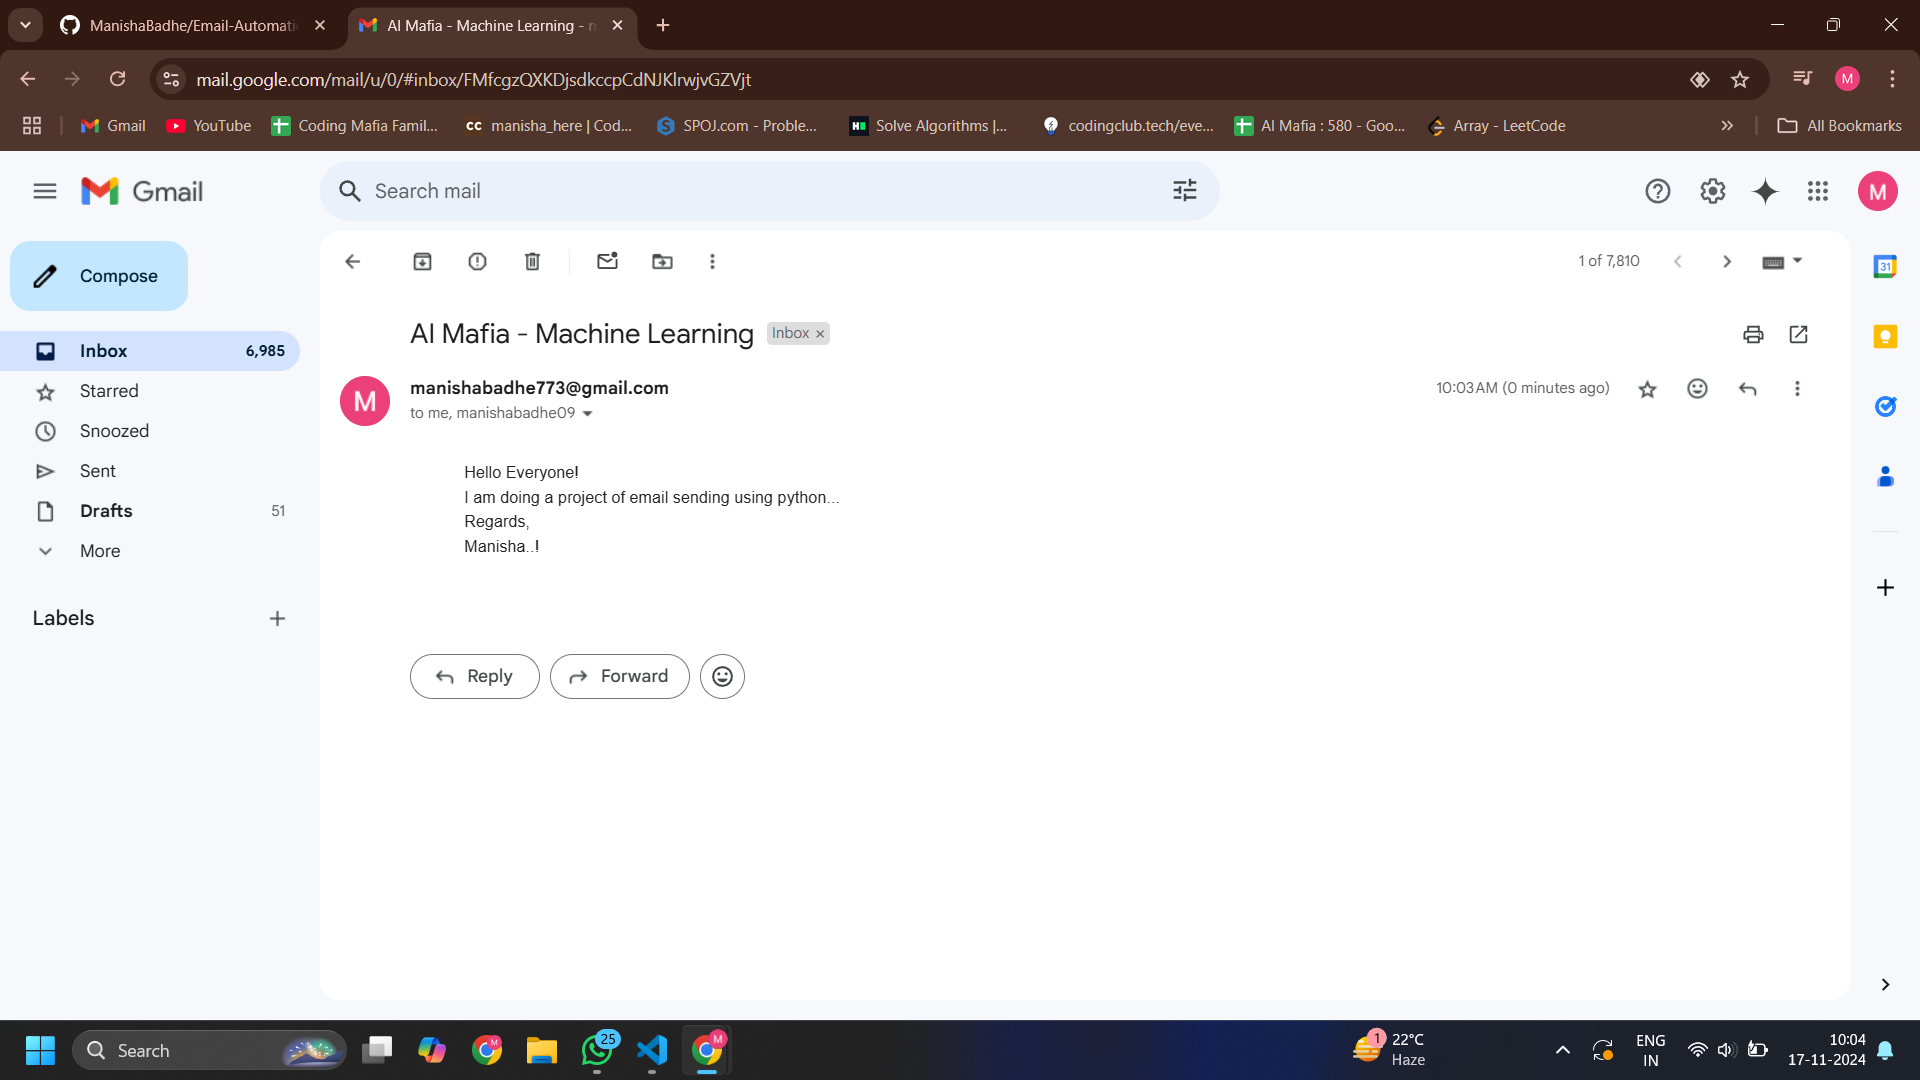 ManishaBadhe/Email-Automati
AI Mafia - Machine Learning -
mail.google.com/mail/u/0/#inbox/FMfcgzQXKDjsdkccpCdNJKlrwjvGZVjt
M
Gmail
YouTube
Coding Mafia Famil...
cc manisha_here | Cod...
SPOJ.com - Proble...
Solve Algorithms |...
codingclub.tech/eve...
AI Mafia : 580 - Goo...
Array - LeetCode
All Bookmarks
Gmail
Search mail
M
Compose
1 of 7,810
31
Inbox 6,985
Starred
Snoozed
Sent
Drafts 51
More
Labels
AI Mafia - Machine Learning Inbox
M
manishabadhe773@gmail.com
10:03 AM (0 minutes ago)
to me, manishabadhe09
Hello Everyone!
I am doing a project of email sending using python...
Regards,
Manisha..!
Reply
Forward
Search
25
M
1
22°C
Haze
ENG
IN
10:04
17-11-2024